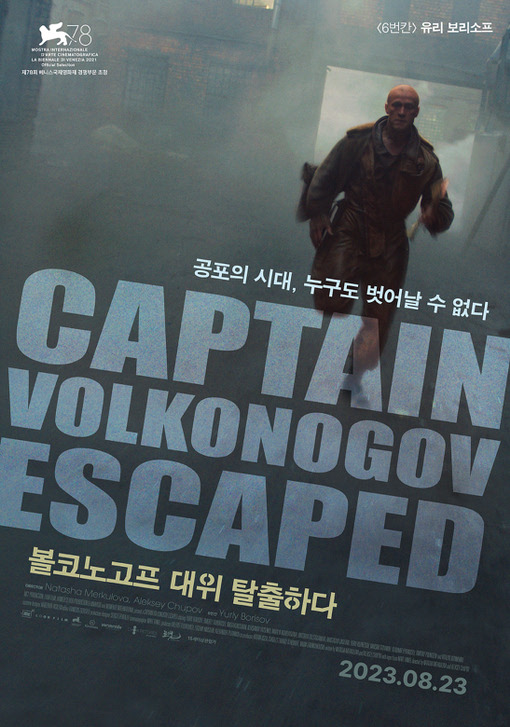 78
MOSTRA INTERNAZIONALE
D'ARTE CINEMATOGRAFICA
LA BIENNALE DI VENEZIA 2021
Official Selection
제78회 베니스국제영화제 경쟁부문 초청
〈6번칸〉 유리 보리소프
공포의 시대, 누구도 벗어날 수 없다
CAPTAIN
VOLKONOGOV
ESCAPED
볼코노고프 대위 탈출하다
Natasha Merkulova, Aleksey Chupov Yuriy Borisov
2023.08.23